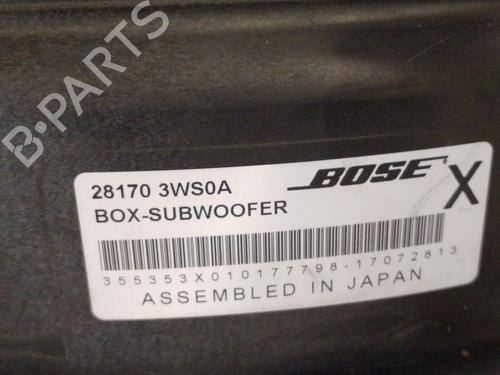 B-PARTS
28170 3WS0A
BOSE
X
BOX-SUBWOOFER
355353X010177798-17072813
ASSEMBLED IN JAPAN